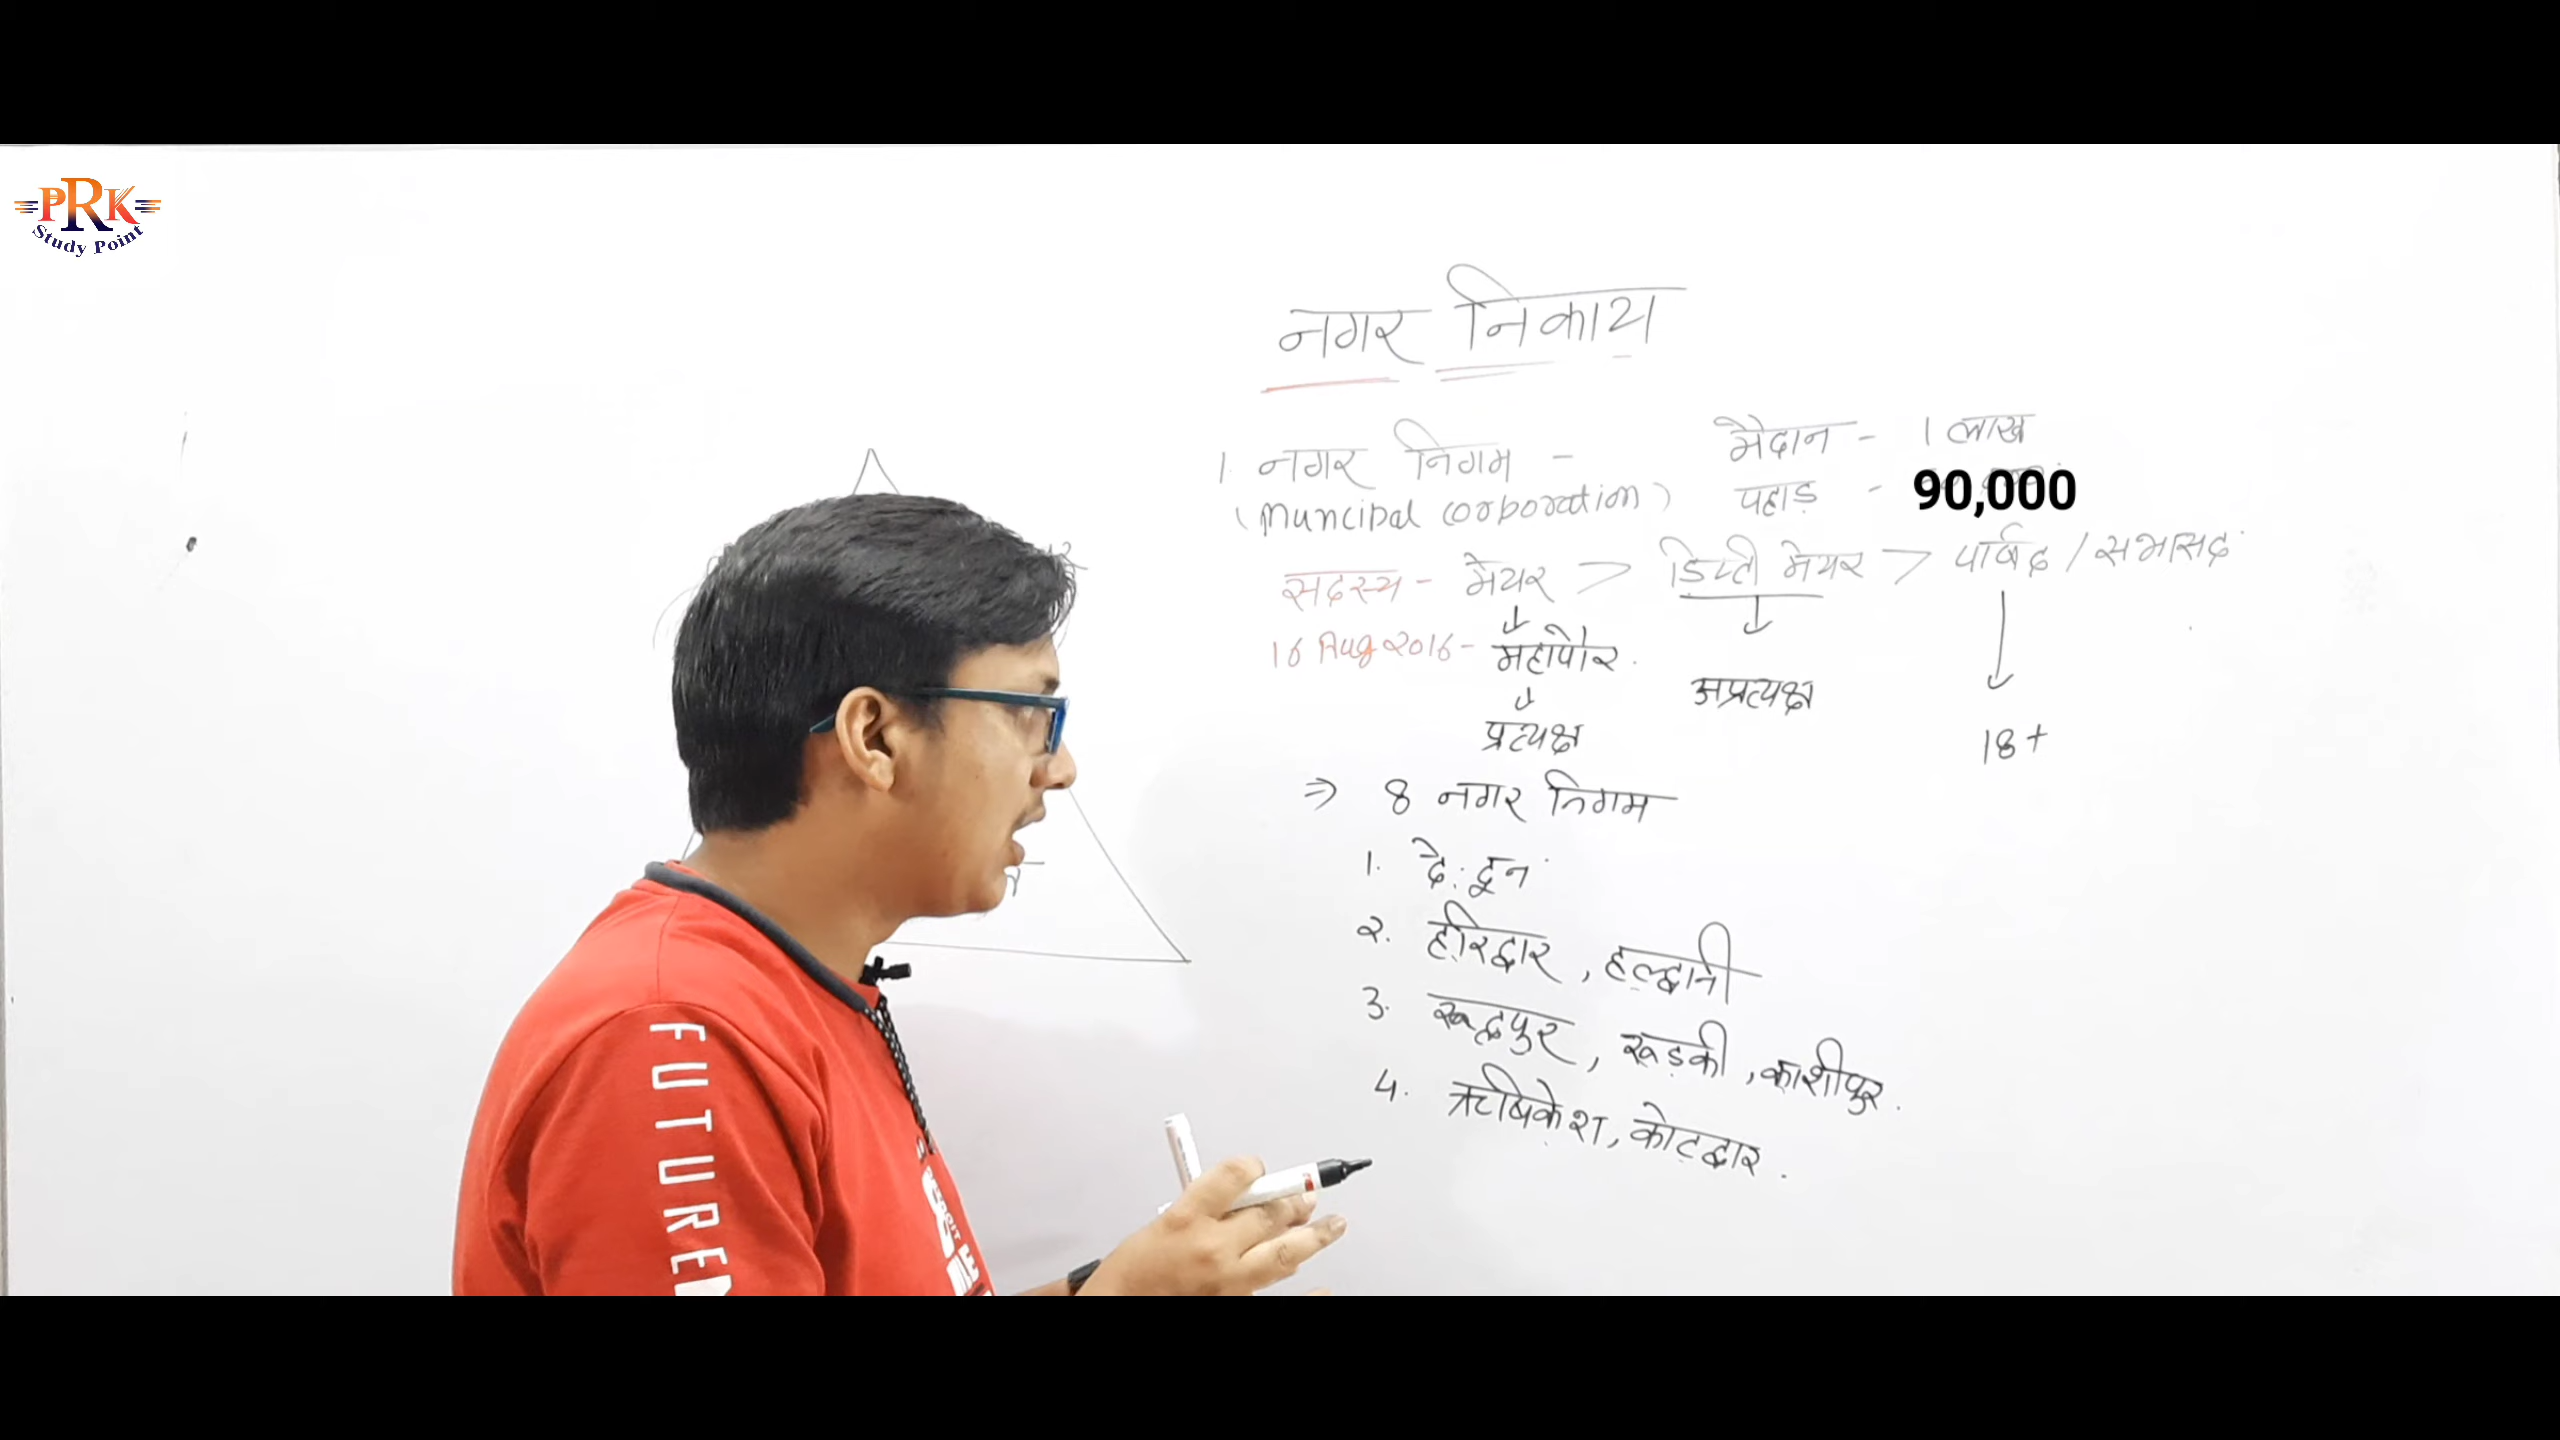 PRK
Study Point
नगर निकाय
1. नगर निगम - मैदान - 1 लाख
(Muncipal corporation) पहाड़ - 90,000
सदस्य - मेयर > डिप्टी मेयर > पार्षद / सभासद
16 Aug 2016 - महापौर.
अप्रत्यक्ष
प्रत्यक्ष
18+
⇒ 8 नगर निगम
1. दे:दून
2. हरिद्वार, हल्द्वानी
3. रूद्रपुर, रूड़की, काशीपुर.
4. ऋषिकेश, कोटद्वार.
FUTURE